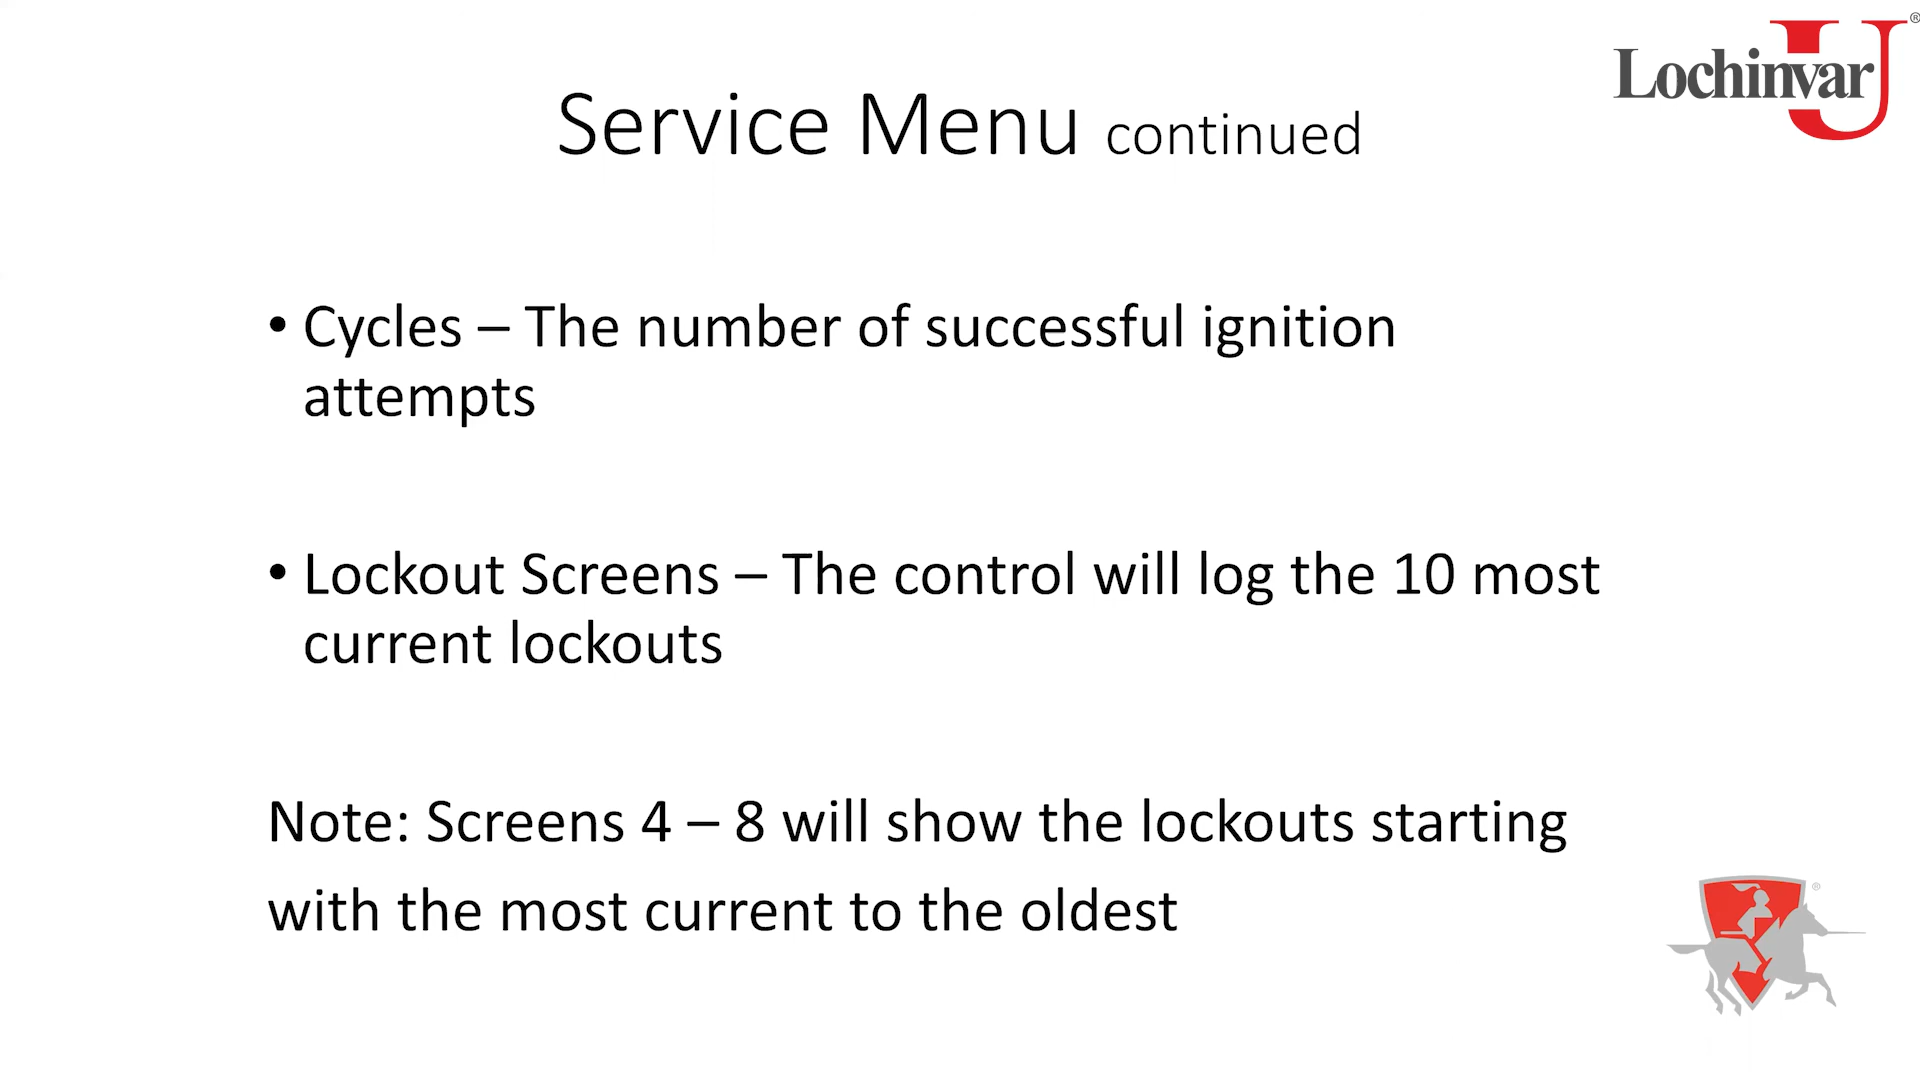 Lochinvar U ®
Service Menu continued
• Cycles – The number of successful ignition
attempts
• Lockout Screens – The control will log the 10 most
current lockouts
Note: Screens 4 – 8 will show the lockouts starting
with the most current to the oldest
®